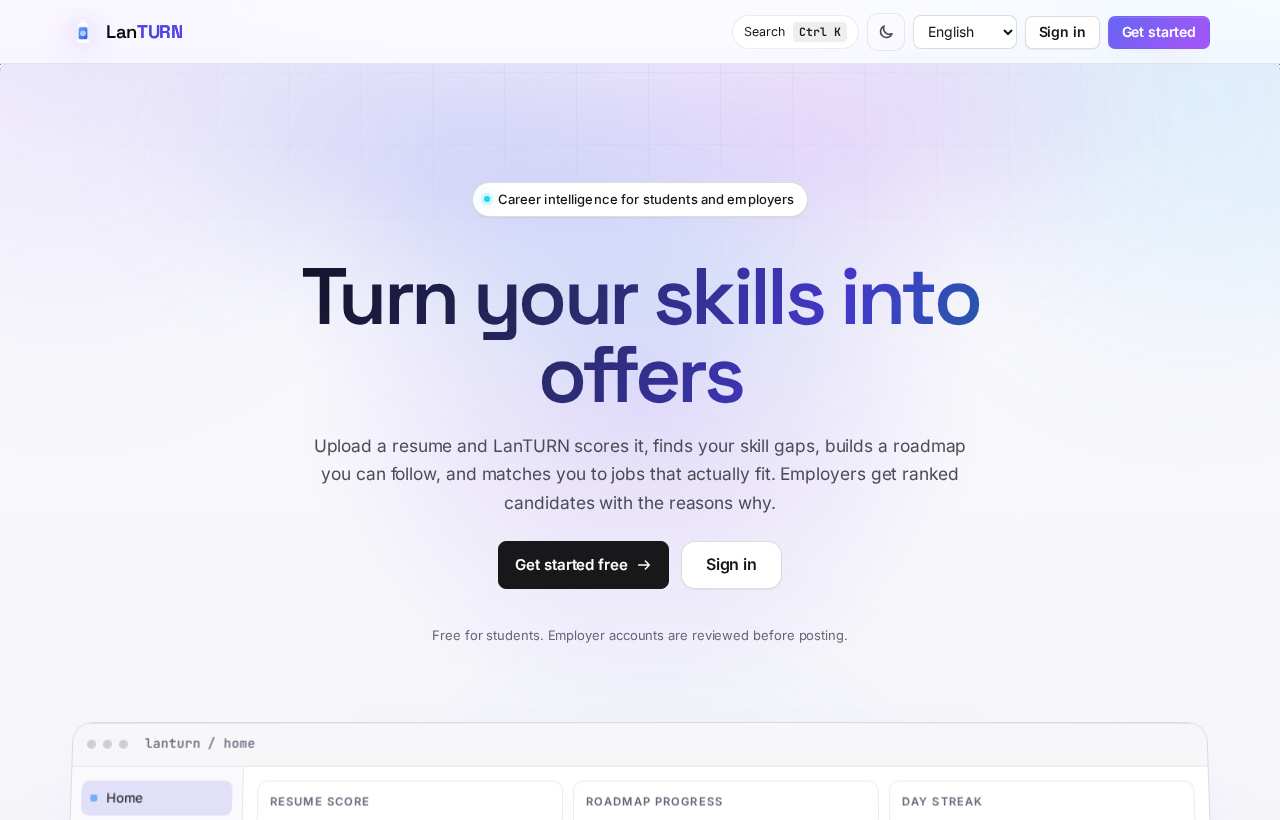 LanTURN
Search Ctrl K
English
Sign in
Get started
Career intelligence for students and employers
Turn your skills into
offers
Upload a resume and LanTURN scores it, finds your skill gaps, builds a roadmap
you can follow, and matches you to jobs that actually fit. Employers get ranked
candidates with the reasons why.
Get started free →
Sign in
Free for students. Employer accounts are reviewed before posting.
lanturn / home
Home
RESUME SCORE
ROADMAP PROGRESS
DAY STREAK